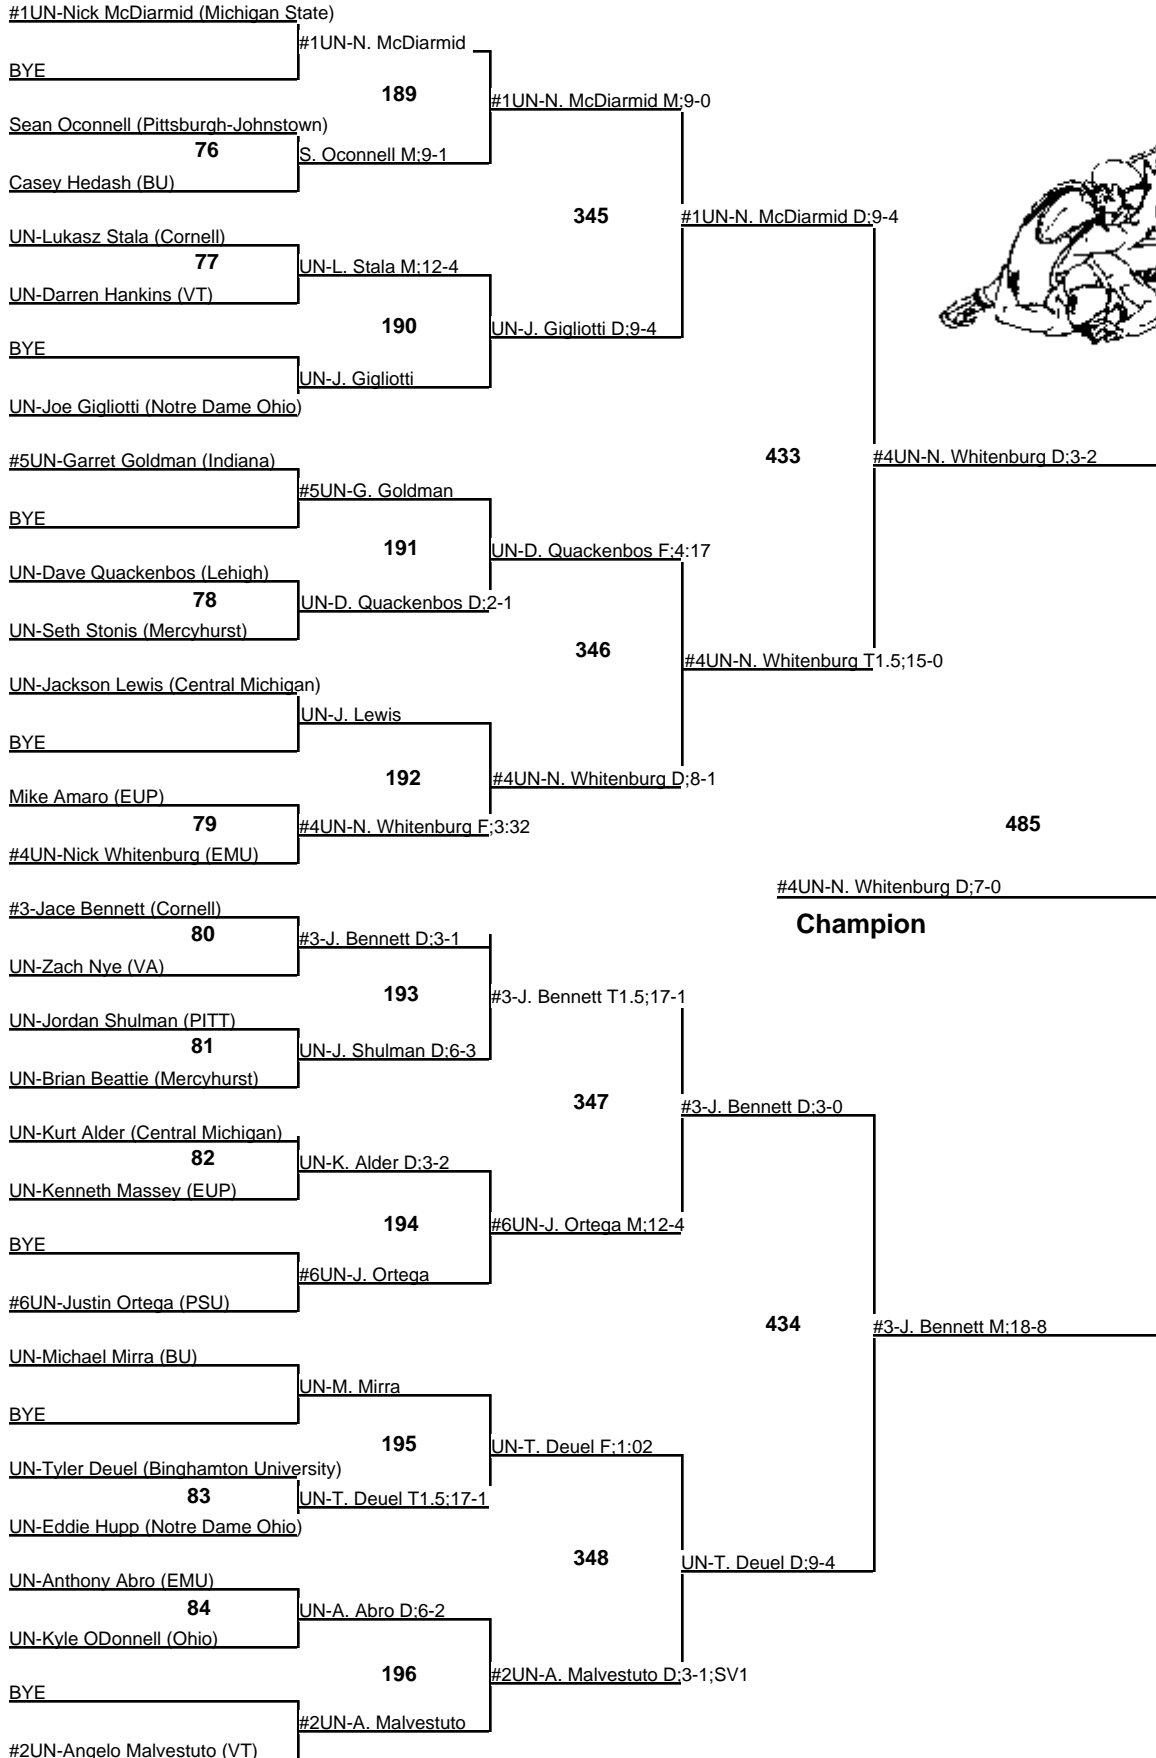 #1UN-Nick McDiarmid (Michigan State)
#1UN-N. McDiarmid
BYE
189
#1UN-N. McDiarmid M;9-0
Sean Oconnell (Pittsburgh-Johnstown)
76
S. Oconnell M;9-1
Casey Hedash (BU)
345
#1UN-N. McDiarmid D;9-4
UN-Lukasz Stala (Cornell)
77
UN-L. Stala M;12-4
UN-Darren Hankins (VT)
190
UN-J. Gigliotti D;9-4
BYE
UN-J. Gigliotti
UN-Joe Gigliotti (Notre Dame Ohio)
433
#4UN-N. Whitenburg D;3-2
#5UN-Garret Goldman (Indiana)
#5UN-G. Goldman
BYE
191
UN-D. Quackenbos F;4:17
UN-Dave Quackenbos (Lehigh)
78
UN-D. Quackenbos D;2-1
UN-Seth Stonis (Mercyhurst)
346
#4UN-N. Whitenburg T1.5;15-0
UN-Jackson Lewis (Central Michigan)
UN-J. Lewis
BYE
192
#4UN-N. Whitenburg D;8-1
Mike Amaro (EUP)
79
#4UN-N. Whitenburg F;3:32
#4UN-Nick Whitenburg (EMU)
485
#4UN-N. Whitenburg D;7-0
Champion
#3-Jace Bennett (Cornell)
80
#3-J. Bennett D;3-1
UN-Zach Nye (VA)
193
#3-J. Bennett T1.5;17-1
UN-Jordan Shulman (PITT)
81
UN-J. Shulman D;6-3
UN-Brian Beattie (Mercyhurst)
347
#3-J. Bennett D;3-0
UN-Kurt Alder (Central Michigan)
82
UN-K. Alder D;3-2
UN-Kenneth Massey (EUP)
194
#6UN-J. Ortega M;12-4
BYE
#6UN-J. Ortega
#6UN-Justin Ortega (PSU)
434
#3-J. Bennett M;18-8
UN-Michael Mirra (BU)
UN-M. Mirra
BYE
195
UN-T. Deuel F;1:02
UN-Tyler Deuel (Binghamton University)
83
UN-T. Deuel T1.5;17-1
UN-Eddie Hupp (Notre Dame Ohio)
348
UN-T. Deuel D;9-4
UN-Anthony Abro (EMU)
84
UN-A. Abro D;6-2
UN-Kyle ODonnell (Ohio)
196
#2UN-A. Malvestuto D;3-1;SV1
BYE
#2UN-A. Malvestuto
#2UN-Angelo Malvestuto (VT)